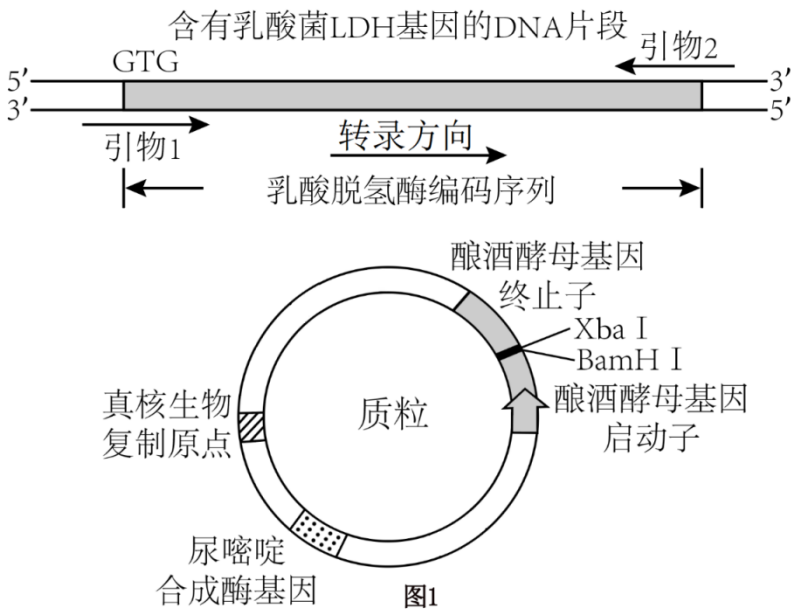 含有乳酸菌LDH基因的DNA片段
GTG
引物2
5′
3′
3′
5′
引物1
转录方向
乳酸脱氢酶编码序列
酿酒酵母基因
终止子
Xba Ⅰ
BamH Ⅰ
酿酒酵母基因
启动子
质粒
真核生物
复制原点
尿嘧啶
合成酶基因
图1